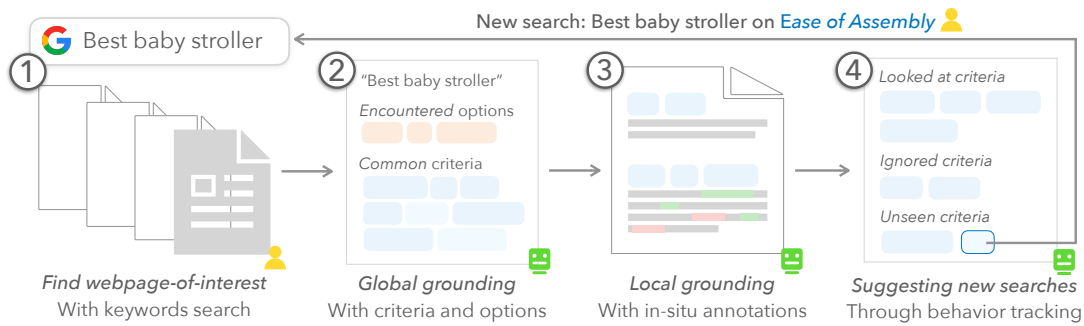 New search: Best baby stroller on Ease of Assembly
G Best baby stroller
1
2
3
4
"Best baby stroller"
Encountered options
Common criteria
Looked at criteria
Ignored criteria
Unseen criteria
Find webpage-of-interest
With keywords search
Global grounding
With criteria and options
Local grounding
With in-situ annotations
Suggesting new searches
Through behavior tracking